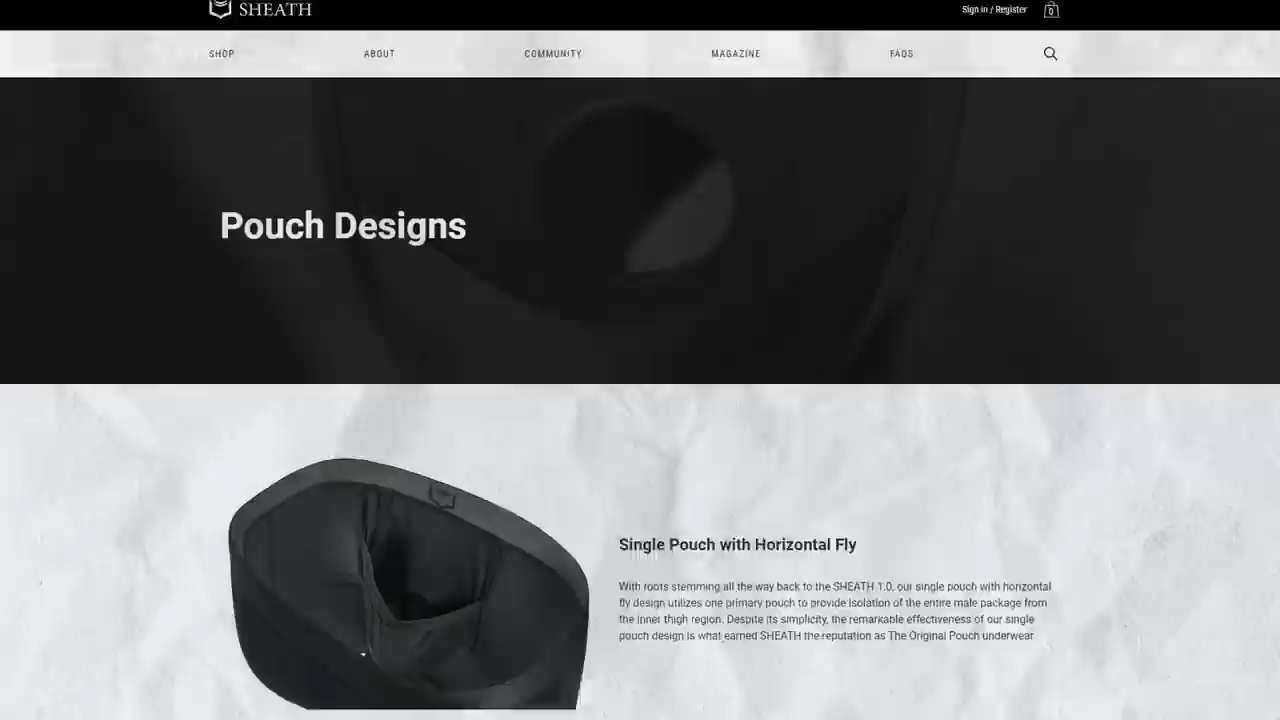 SHEATH
Sign in / Register
0
SHOP
ABOUT
COMMUNITY
MAGAZINE
FAQS
Pouch Designs
Single Pouch with Horizontal Fly
With roots stemming all the way back to the SHEATH 1.0, our single pouch with horizontal
fly design utilizes one primary pouch to provide isolation of the entire male package from
the inner thigh region. Despite its simplicity, the remarkable effectiveness of our single
pouch design is what earned SHEATH the reputation as The Original Pouch underwear